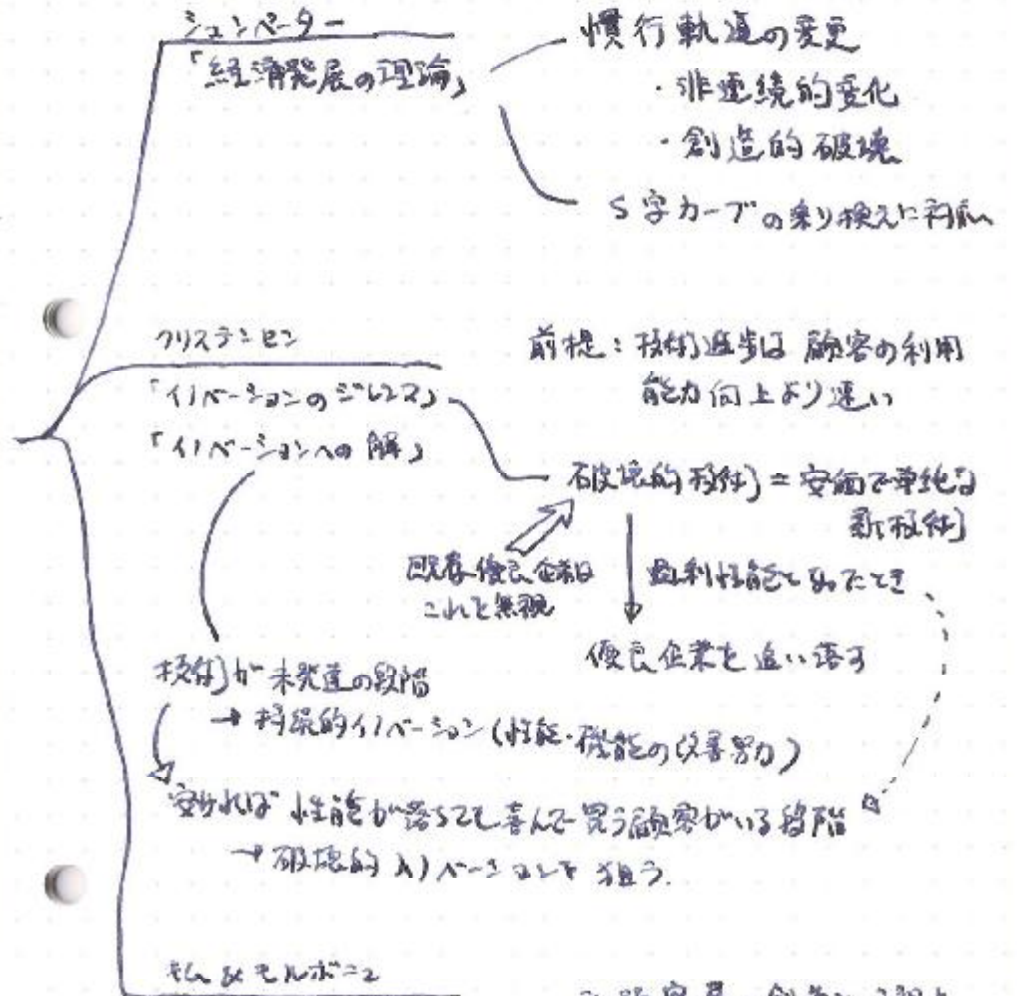 シュンペーター
「経済発展の理論」
慣行軌道の変更
・非連続的変化
・創造的破壊
S字カーブの乗り換えに対応
クリステンセン
「イノベーションのジレンマ」
「イノベーションへの解」
前提:技術進歩は顧客の利用
能力向上より速い
破壊的技術=安価で単純な
新技術
既存優良企業は
これを無視
性能となったとき
優良企業を追い落す
技術が未発達の段階
→持続的イノベーション(性能・機能の改善努力)
安ければ性能が落ちても喜んで買う顧客がいる段階
→破壊的イノベーションを狙う.
キム&モルボニュ